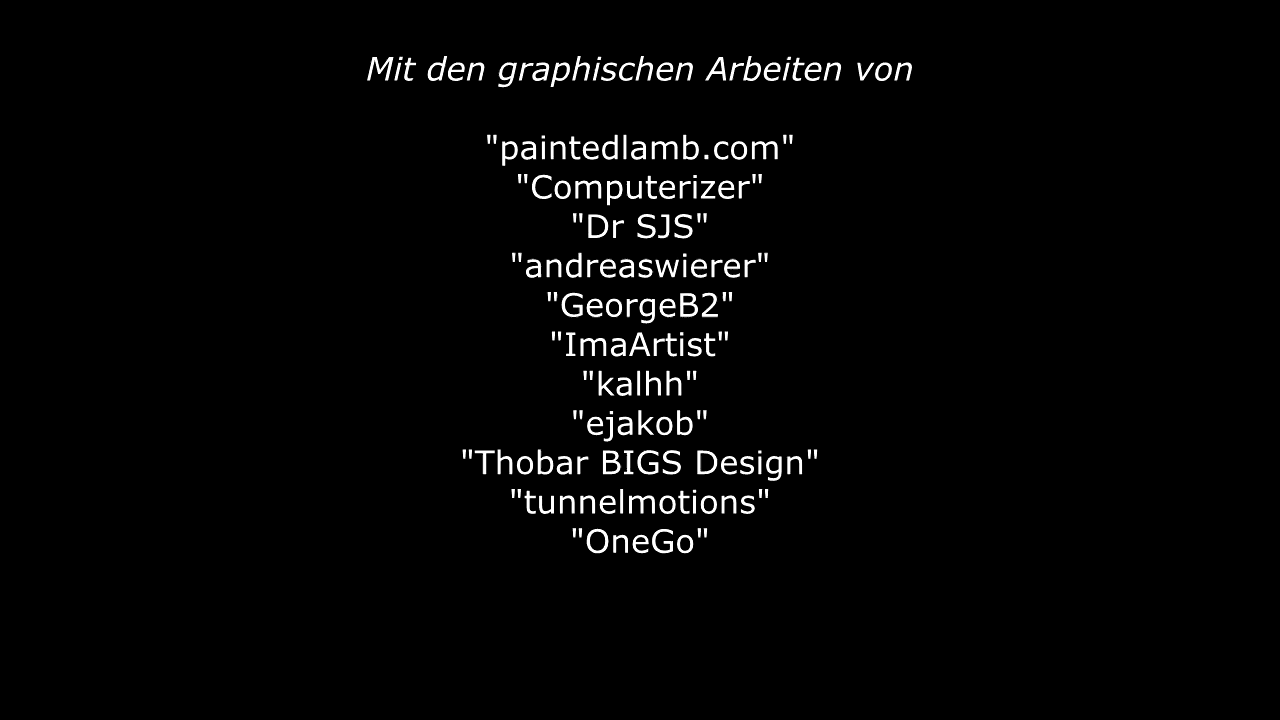 Mit den graphischen Arbeiten von
"paintedlamb.com"
"Computerizer"
"Dr SJS"
"andreaswierer"
"GeorgeB2"
"ImaArtist"
"kalhh"
"ejakob"
"Thobar BIGS Design"
"tunnelmotions"
"OneGo"